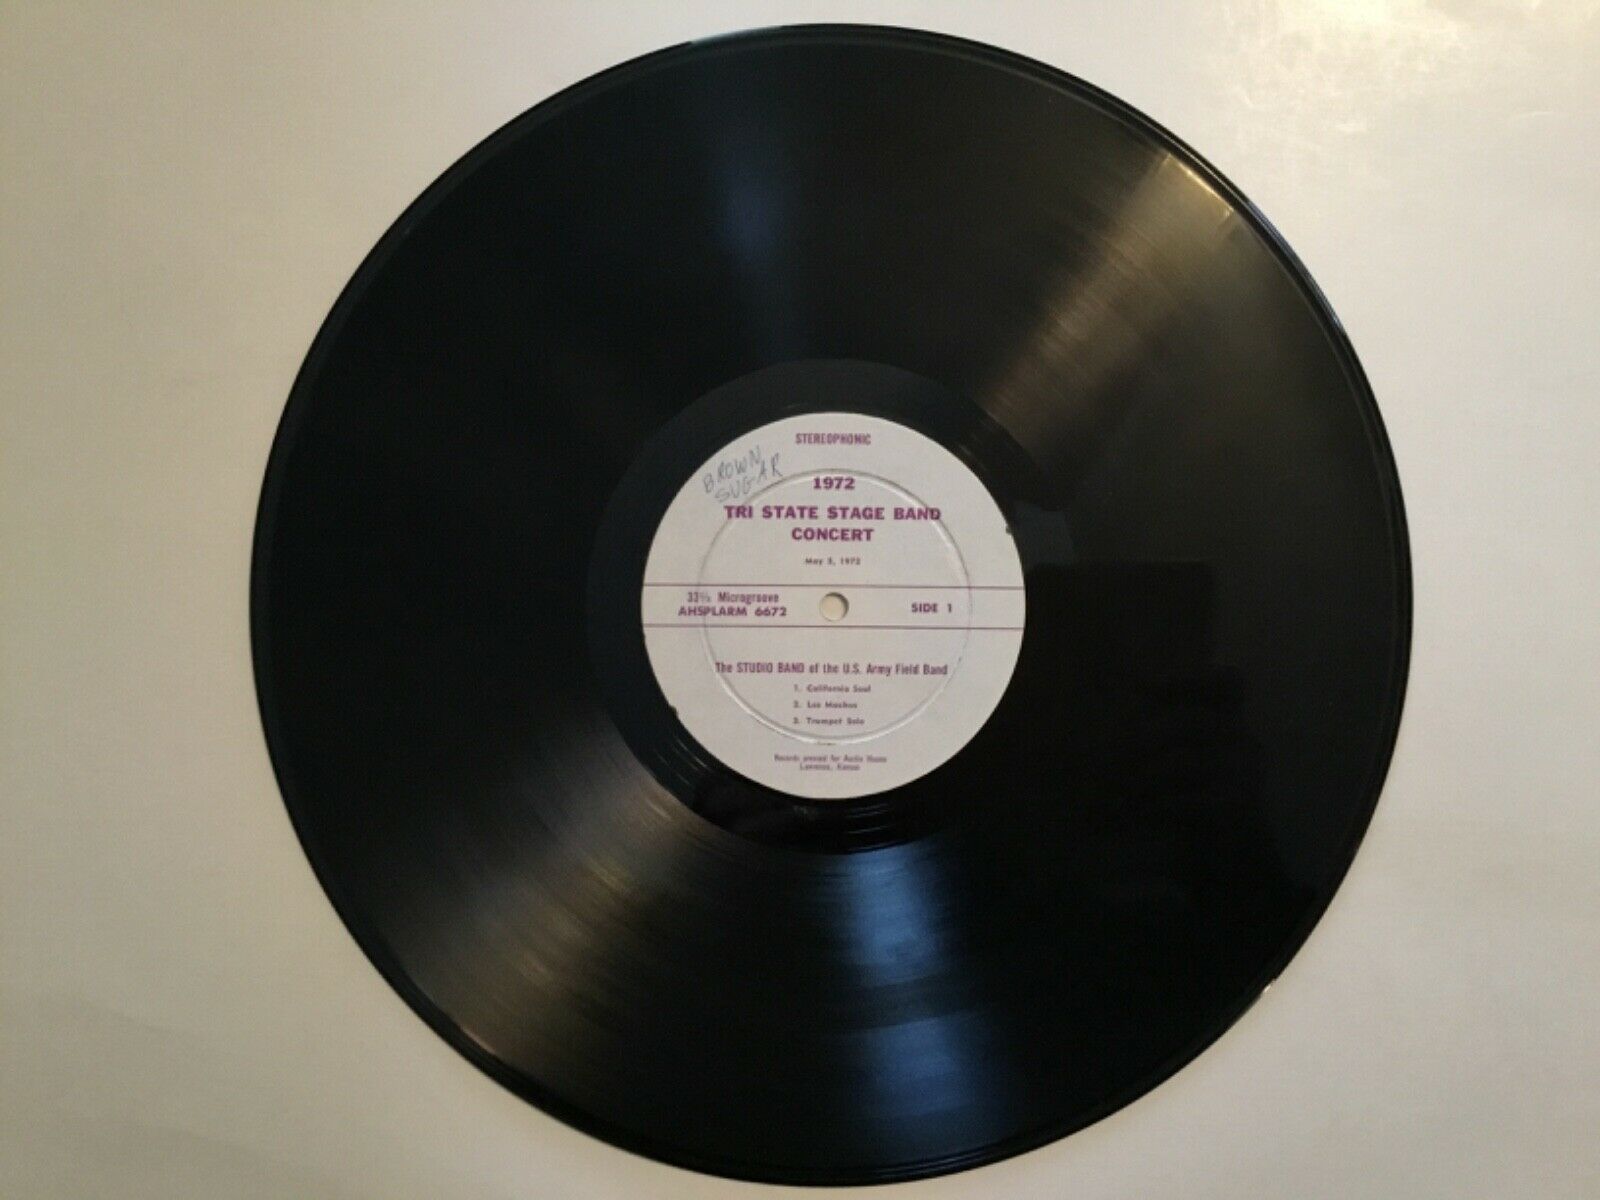 STEREOPHONIC
BROWN
SUGAR
1972
TRI STATE STAGE BAND
CONCERT
May 5, 1972
33⅓ Microgroove
AHSPLARM 6672
SIDE 1
The STUDIO BAND of the U.S. Army Field Band
1. California Soul
2. Los Machos
3. Trumpet Solo
Records pressed for Audio House
Lawrence, Kansas